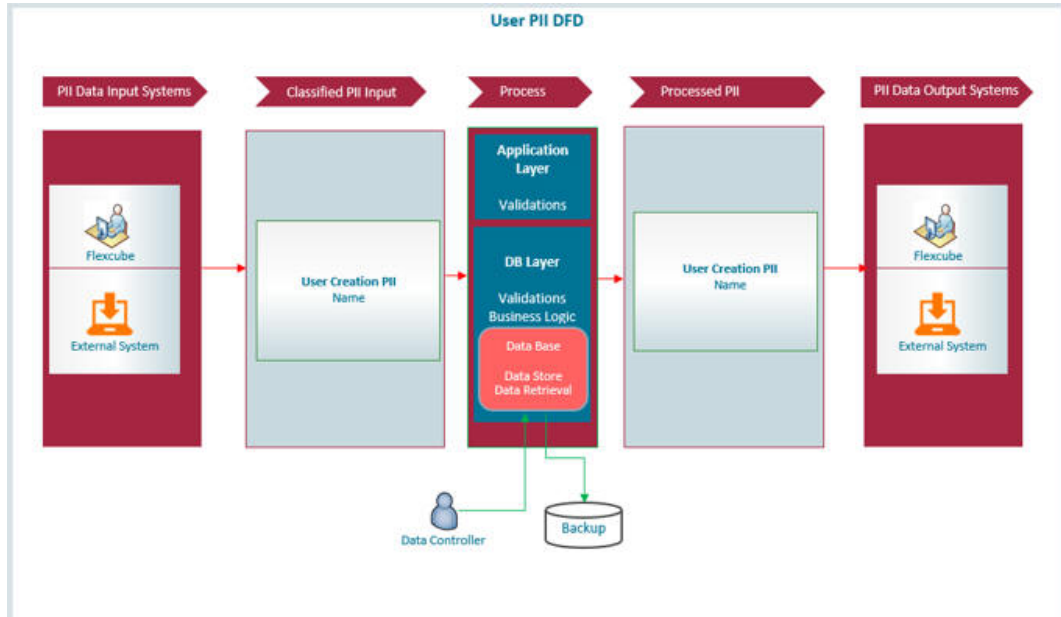 User PII DFD
PII Data Input Systems
Classified PII Input
Process
Processed PII
PII Data Output Systems
Flexcube
External System
User Creation PII
Name
Application
Layer
Validations
DB Layer
Validations
Business Logic
Data Base
Data Store
Data Retrieval
User Creation PII
Name
Flexcube
External System
Data Controller
Backup